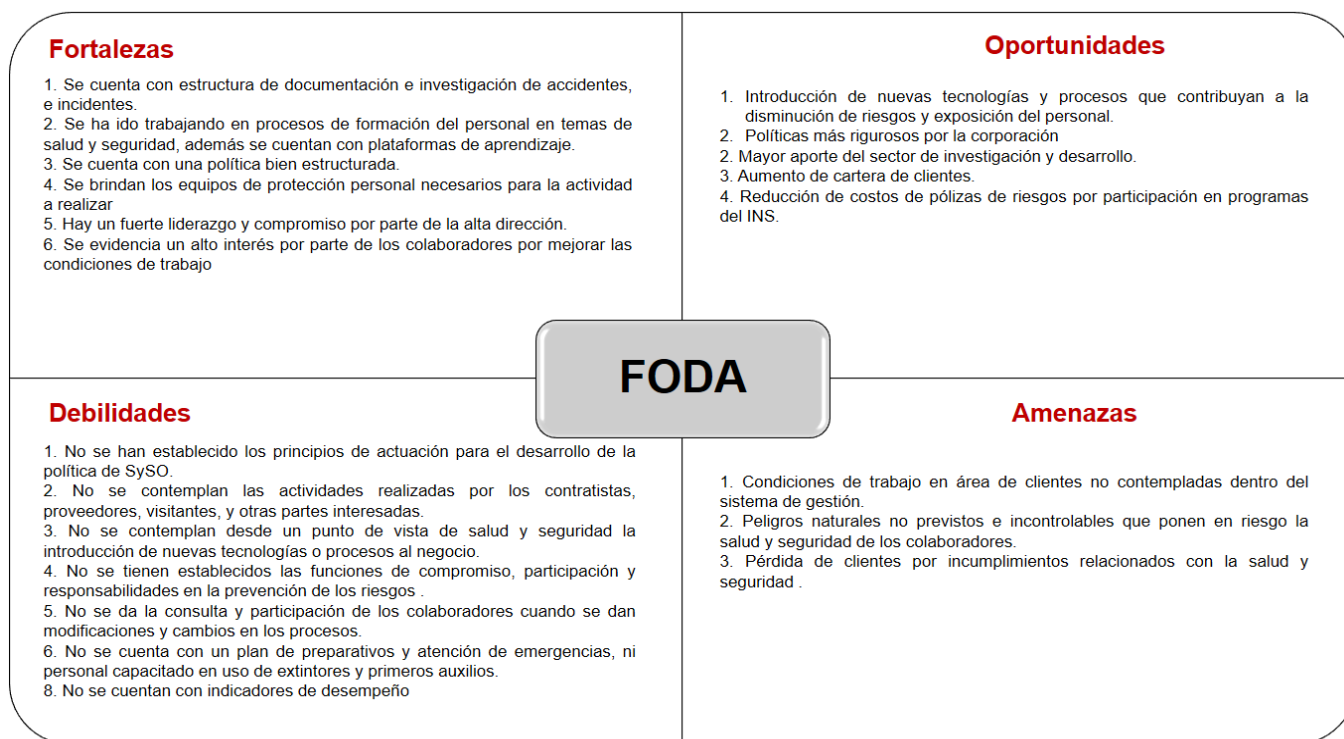 Fortalezas
1. Se cuenta con estructura de documentación e investigación de accidentes,
e incidentes.
2. Se ha ido trabajando en procesos de formación del personal en temas de
salud y seguridad, además se cuentan con plataformas de aprendizaje.
3. Se cuenta con una política bien estructurada.
4. Se brindan los equipos de protección personal necesarios para la actividad
a realizar
5. Hay un fuerte liderazgo y compromiso por parte de la alta dirección.
6. Se evidencia un alto interés por parte de los colaboradores por mejorar las
condiciones de trabajo
Oportunidades
1. Introducción de nuevas tecnologías y procesos que contribuyan a la
disminución de riesgos y exposición del personal.
2. Políticas más rigurosos por la corporación
2. Mayor aporte del sector de investigación y desarrollo.
3. Aumento de cartera de clientes.
4. Reducción de costos de pólizas de riesgos por participación en programas
del INS.
FODA
Debilidades
1. No se han establecido los principios de actuación para el desarrollo de la
política de SySO.
2. No se contemplan las actividades realizadas por los contratistas,
proveedores, visitantes, y otras partes interesadas.
3. No se contemplan desde un punto de vista de salud y seguridad la
introducción de nuevas tecnologías o procesos al negocio.
4. No se tienen establecidos las funciones de compromiso, participación y
responsabilidades en la prevención de los riesgos .
5. No se da la consulta y participación de los colaboradores cuando se dan
modificaciones y cambios en los procesos.
6. No se cuenta con un plan de preparativos y atención de emergencias, ni
personal capacitado en uso de extintores y primeros auxilios.
8. No se cuentan con indicadores de desempeño
Amenazas
1. Condiciones de trabajo en área de clientes no contempladas dentro del
sistema de gestión.
2. Peligros naturales no previstos e incontrolables que ponen en riesgo la
salud y seguridad de los colaboradores.
3. Pérdida de clientes por incumplimientos relacionados con la salud y
seguridad .